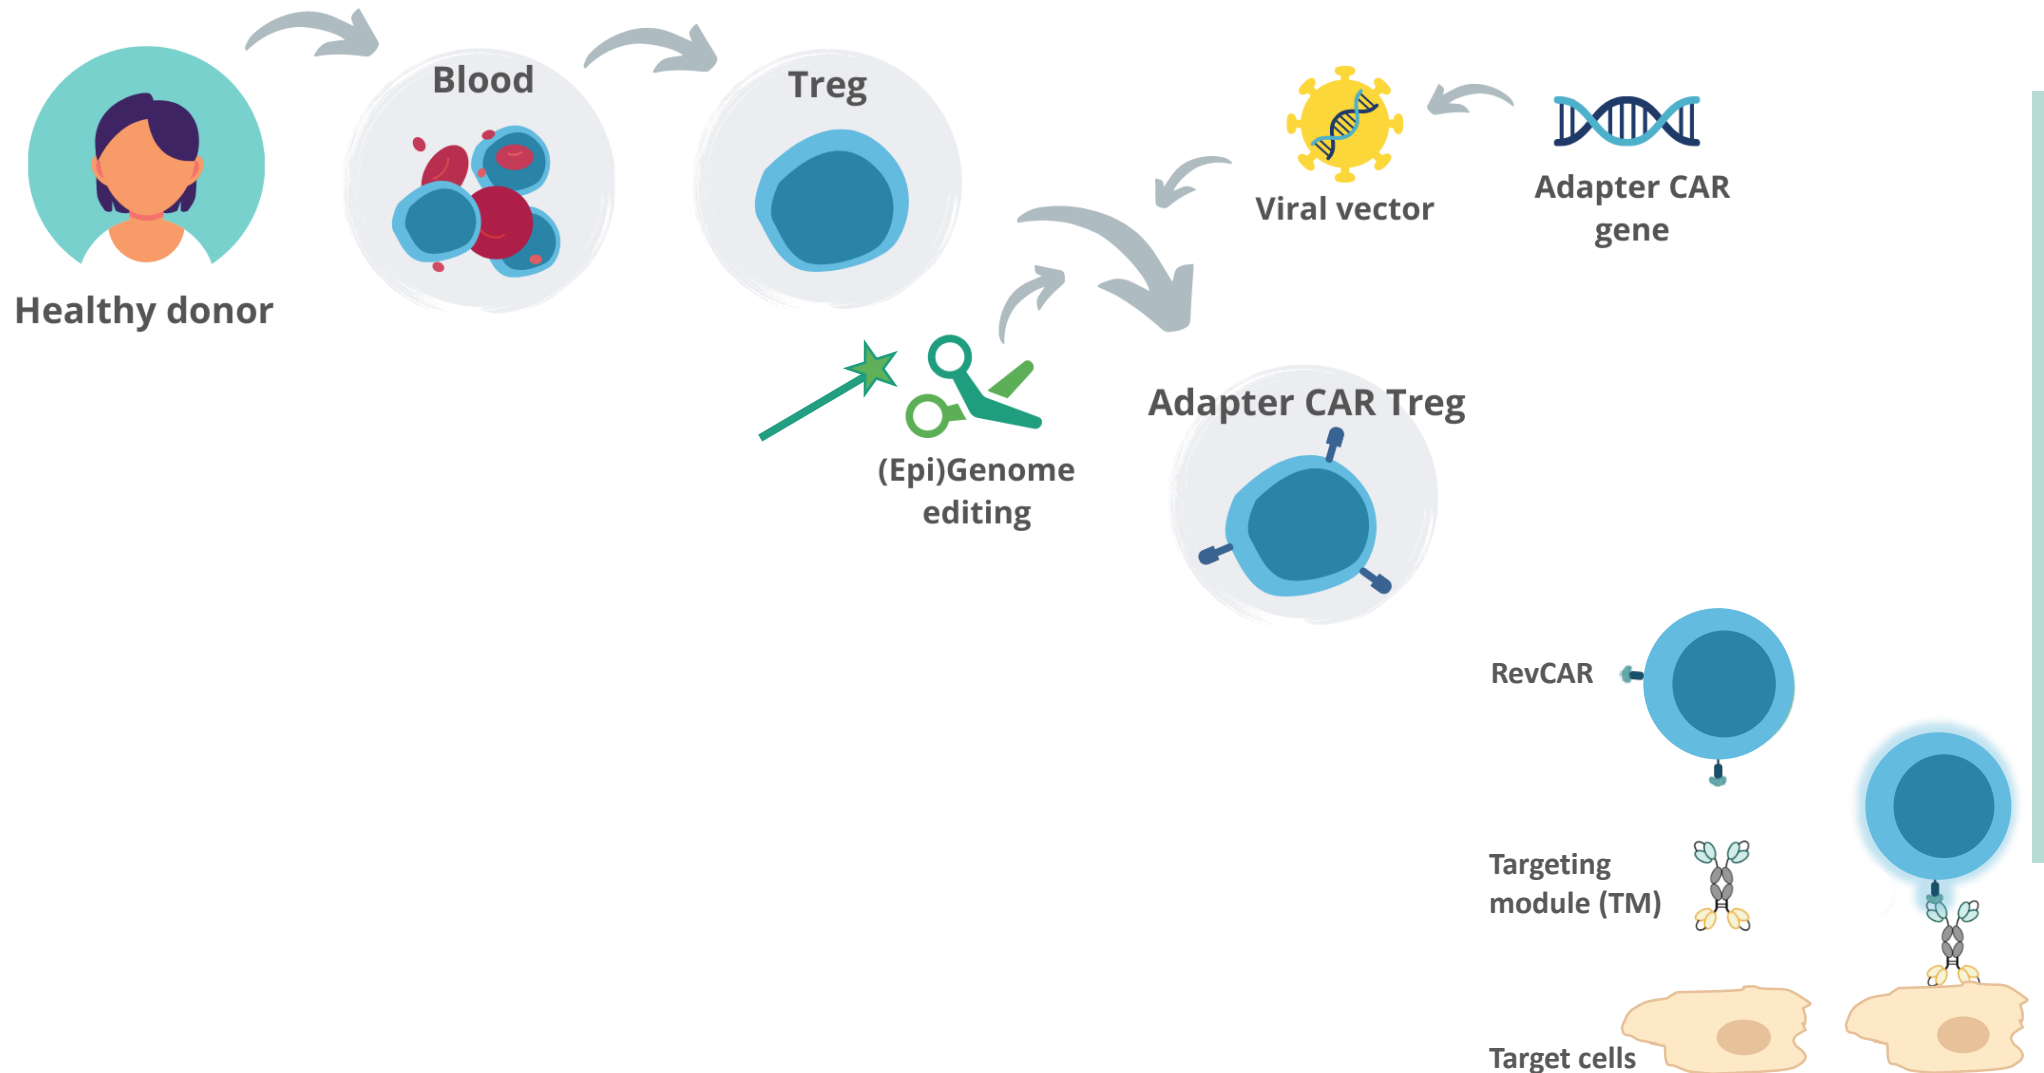 Healthy donor
Blood
Treg
Viral vector
Adapter CAR
gene
(Epi)Genome
editing
Adapter CAR Treg
RevCAR
Targeting
module (TM)
Target cells